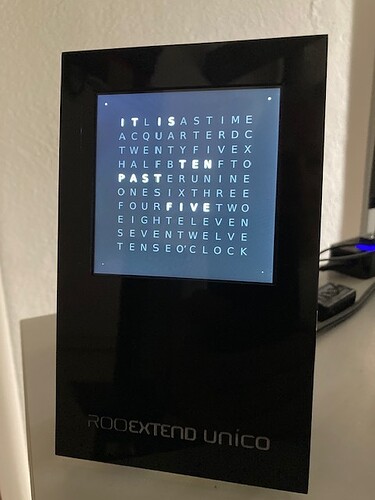 ITLISASTIME
ACQUARTERDC
TWENTYFIVEX
HALFBTENFTO
PASTERUNINE
ONESIXTHREE
FOURFIVETWO
EIGHTELEVEN
SEVENTWELVE
TENSEO'CLOCK
ROOEXTEND UNICO